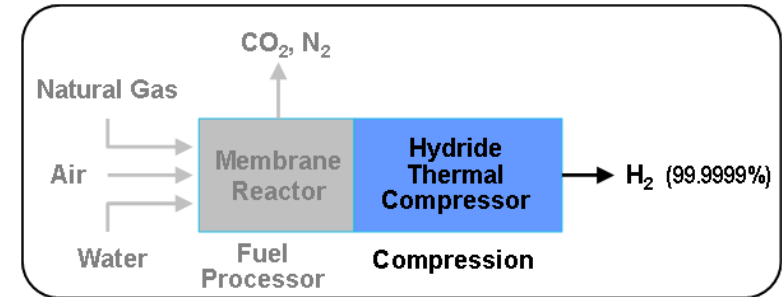 CO₂, N₂
Natural Gas
Air
Water
Membrane
Reactor
Fuel
Processor
Hydride
Thermal
Compressor
Compression
H₂ (99.9999%)